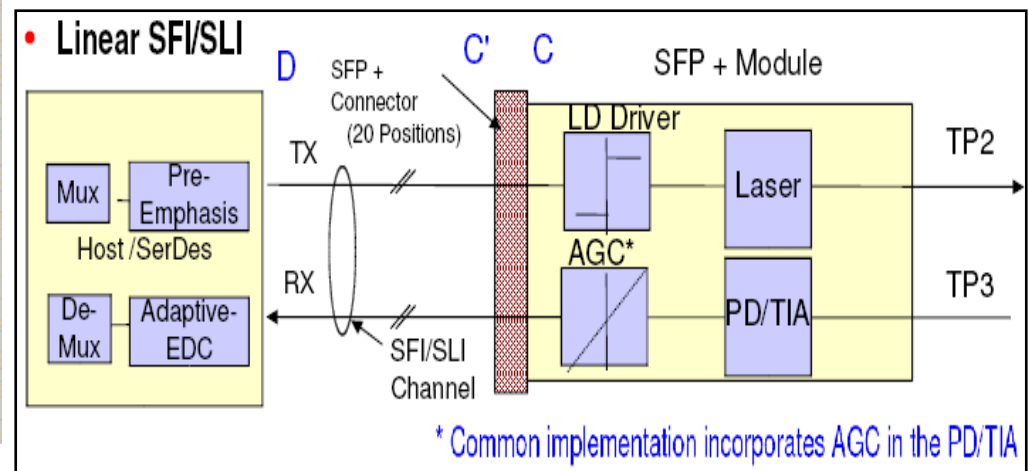 • Linear SFI/SLI
D
SFP +
Connector
(20 Positions)
C'
C
SFP + Module
TX
LD Driver
Laser
TP2
Mux
Pre-
Emphasis
Host /SerDes
RX
AGC*
PD/TIA
TP3
De-
Mux
Adaptive-
EDC
SFI/SLI
Channel
* Common implementation incorporates AGC in the PD/TIA